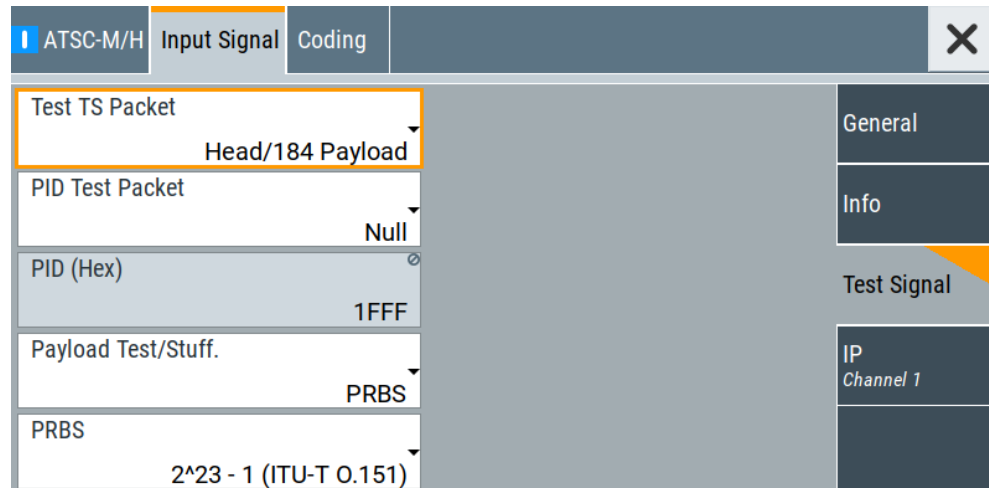 ATSC-M/H Input Signal Coding
Test TS Packet
Head/184 Payload
PID Test Packet
Null
PID (Hex)
1FFF
Payload Test/Stuff.
PRBS
PRBS
2^23 - 1 (ITU-T O.151)
General
Info
Test Signal
IP
Channel 1